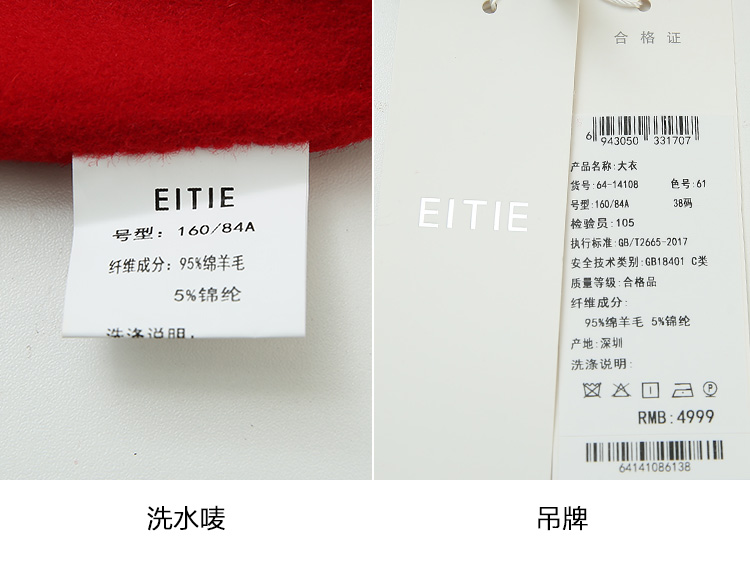 EITIE
号型: 160/84A
纤维成分: 95%绵羊毛
5%锦纶
洗涤说明:
洗水唛
合格证
EITIE
6 943050 331707
产品名称:大衣
货号:64-14108 色号:61
号型:160/84A 38码
检验员:105
执行标准:GB/T2665-2017
安全技术类别:GB18401 C类
质量等级:合格品
纤维成分:
95%绵羊毛 5%锦纶
产地:深圳
洗涤说明:
P
RMB:4999
64141086138
吊牌